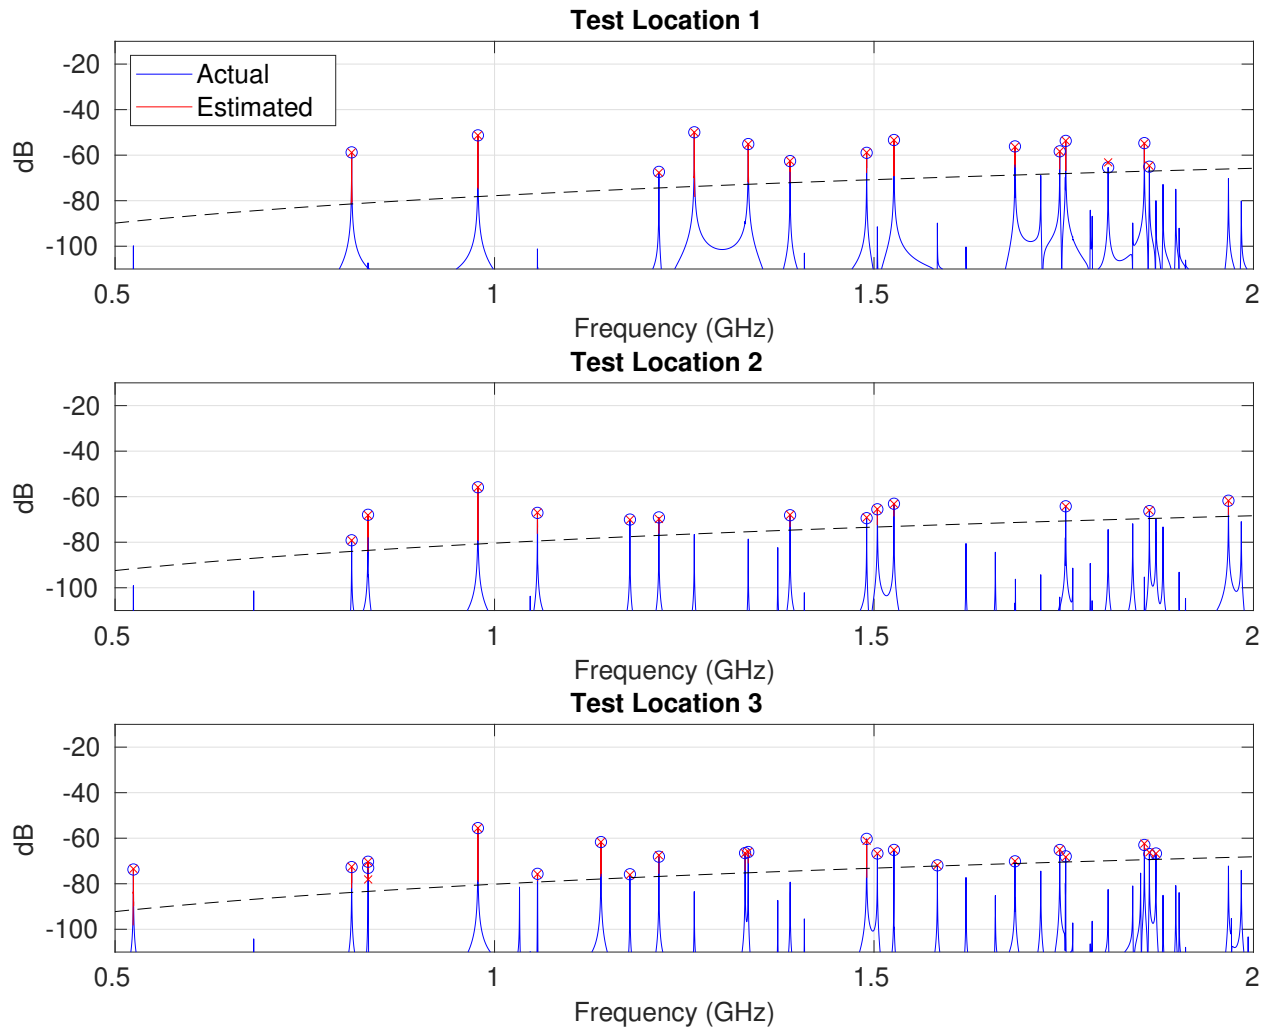 Test Location 1
-20
-40
-60
-80
-100
dB
Actual
Estimated
0.5
1
1.5
2
Frequency (GHz)
Test Location 2
-20
-40
-60
-80
-100
dB
0.5
1
1.5
2
Frequency (GHz)
Test Location 3
-20
-40
-60
-80
-100
dB
0.5
1
1.5
2
Frequency (GHz)